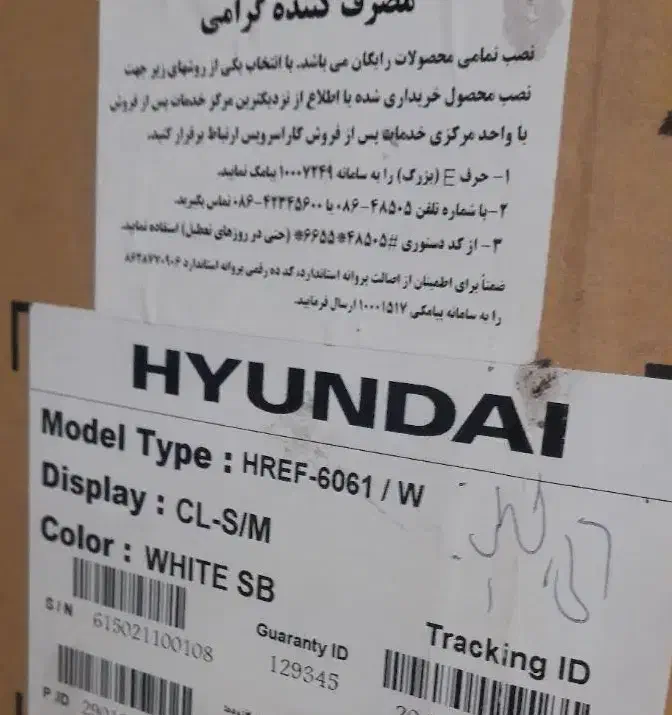 مصرف کننده گرامی
نصب تمامی محصولات رایگان می باشد. با انتخاب یکی از روشهای زیر جهت
نصب محصول خریداری شده یا اطلاع از نزدیکترین مرکز خدمات پس از فروش
با واحد مرکزی خدمات پس از فروش کاراسرویس ارتباط برقرار کنید.
۱- حرف E (بزرگ) را به سامانه ۱۰۰۰۷۲۴۹ پیامک نمایید.
۲- با شماره تلفن ۴۸۵۰۵-۰۸۶ یا ۴۲۳۴۵۶۰۰-۰۸۶ تماس بگیرید.
۳- از کد دستوری #۴۸۵۰۵*۶۶۵۵* (حتی در روزهای تعطیل) استفاده نمایید.
ضمناً برای اطمینان از اصالت پروانه استاندارد، کد ده رقمی پروانه استاندارد ۸۶۳۸۷۷۰۹۰۶
را به سامانه پیامکی ۱۰۰۰۱۵۱۷ ارسال فرمایید.
HYUNDAI
Model Type : HREF-6061 / W
Display : CL-S/M
Color : WHITE SB
S/N 615021100108
Guaranty ID
129345
Tracking ID
P.ID